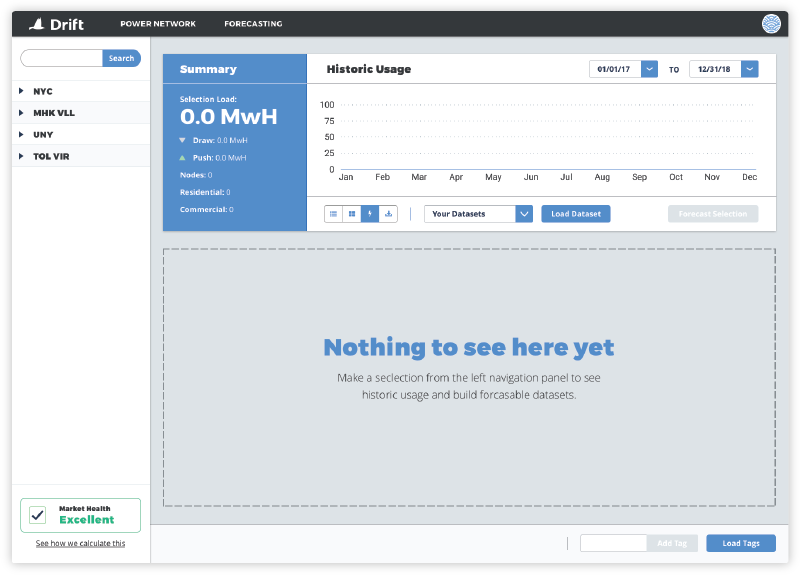 Drift
POWER NETWORK
FORECASTING
Search
NYC
MHK VLL
UNY
TOL VIR
Summary
Selection Load:
0.0 MwH
Draw: 0.0 MwH
Push: 0.0 MwH
Nodes: 0
Residential: 0
Commercial: 0
Historic Usage
01/01/17
TO
12/31/18
100
75
50
25
0
Jan Feb Mar Apr May Jun Jul Aug Sep Oct Nov Dec
Your Datasets
Load Dataset
Forecast Selection
Nothing to see here yet
Make a seclection from the left navigation panel to see
historic usage and build forcasable datasets.
Market Health
Excellent
See how we calculate this
Add Tag
Load Tags